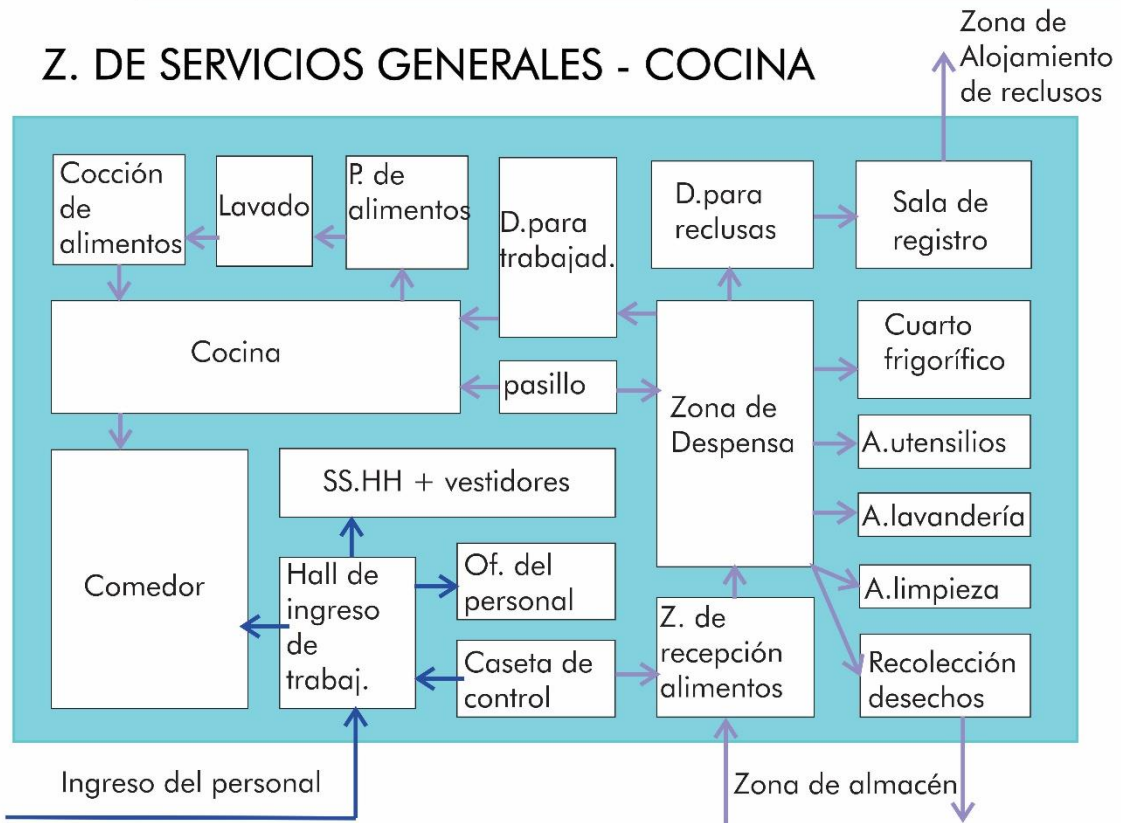 Z. DE SERVICIOS GENERALES - COCINA
Zona de
Alojamiento
de reclusos
Cocción
de
alimentos
Lavado
P. de
alimentos
D.para
trabajad.
D.para
reclusas
Sala de
registro
Cocina
pasillo
Zona de
Despensa
Cuarto
frigorífico
A.utensilios
A.lavandería
A.limpieza
Recolección
desechos
Comedor
SS.HH + vestidores
Hall de
ingreso
de
trabaj.
Of. del
personal
Caseta de
control
Z. de
recepción
alimentos
Ingreso del personal
Zona de almacén